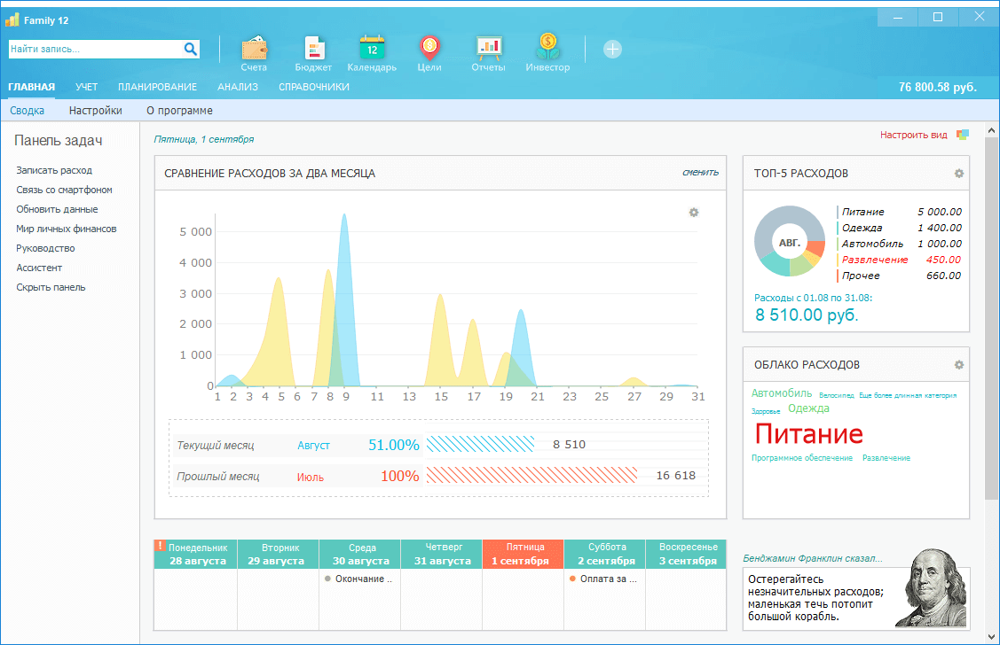 Family 12
Найти запись...
Счета
Бюджет
12
Календарь
Цели
Отчеты
Инвестор
ГЛАВНАЯ
УЧЕТ
ПЛАНИРОВАНИЕ
АНАЛИЗ
СПРАВОЧНИКИ
76 800.58 руб.
Сводка
Настройки
О программе
Панель задач
Записать расход
Связь со смартфоном
Обновить данные
Мир личных финансов
Руководство
Ассистент
Скрыть панель
Пятница, 1 сентября
Настроить вид
СРАВНЕНИЕ РАСХОДОВ ЗА ДВА МЕСЯЦА
сменить
5 000
4 000
3 000
2 000
1 000
0
1 2 3 4 5 6 7 8 9 11 13 15 17 19 21 23 25 27 29 31
Текущий месяц Август 51.00% 8 510
Прошлый месяц Июль 100% 16 618
ТОП-5 РАСХОДОВ
АВГ.
Питание 5 000.00
Одежда 1 400.00
Автомобиль 1 000.00
Развлечение 450.00
Прочее 660.00
Расходы с 01.08 по 31.08:
8 510.00 руб.
ОБЛАКО РАСХОДОВ
Автомобиль Велосипед Еще более длинная категория
Здоровье Одежда
Питание
Программное обеспечение Развлечение
! Понедельник
28 августа
Вторник
29 августа
Среда
30 августа
Четверг
31 августа
Пятница
1 сентября
Суббота
2 сентября
Воскресенье
3 сентября
Окончание ..
Оплата за ...
Бенджамин Франклин сказал...
Остерегайтесь
незначительных расходов;
маленькая течь потопит
большой корабль.